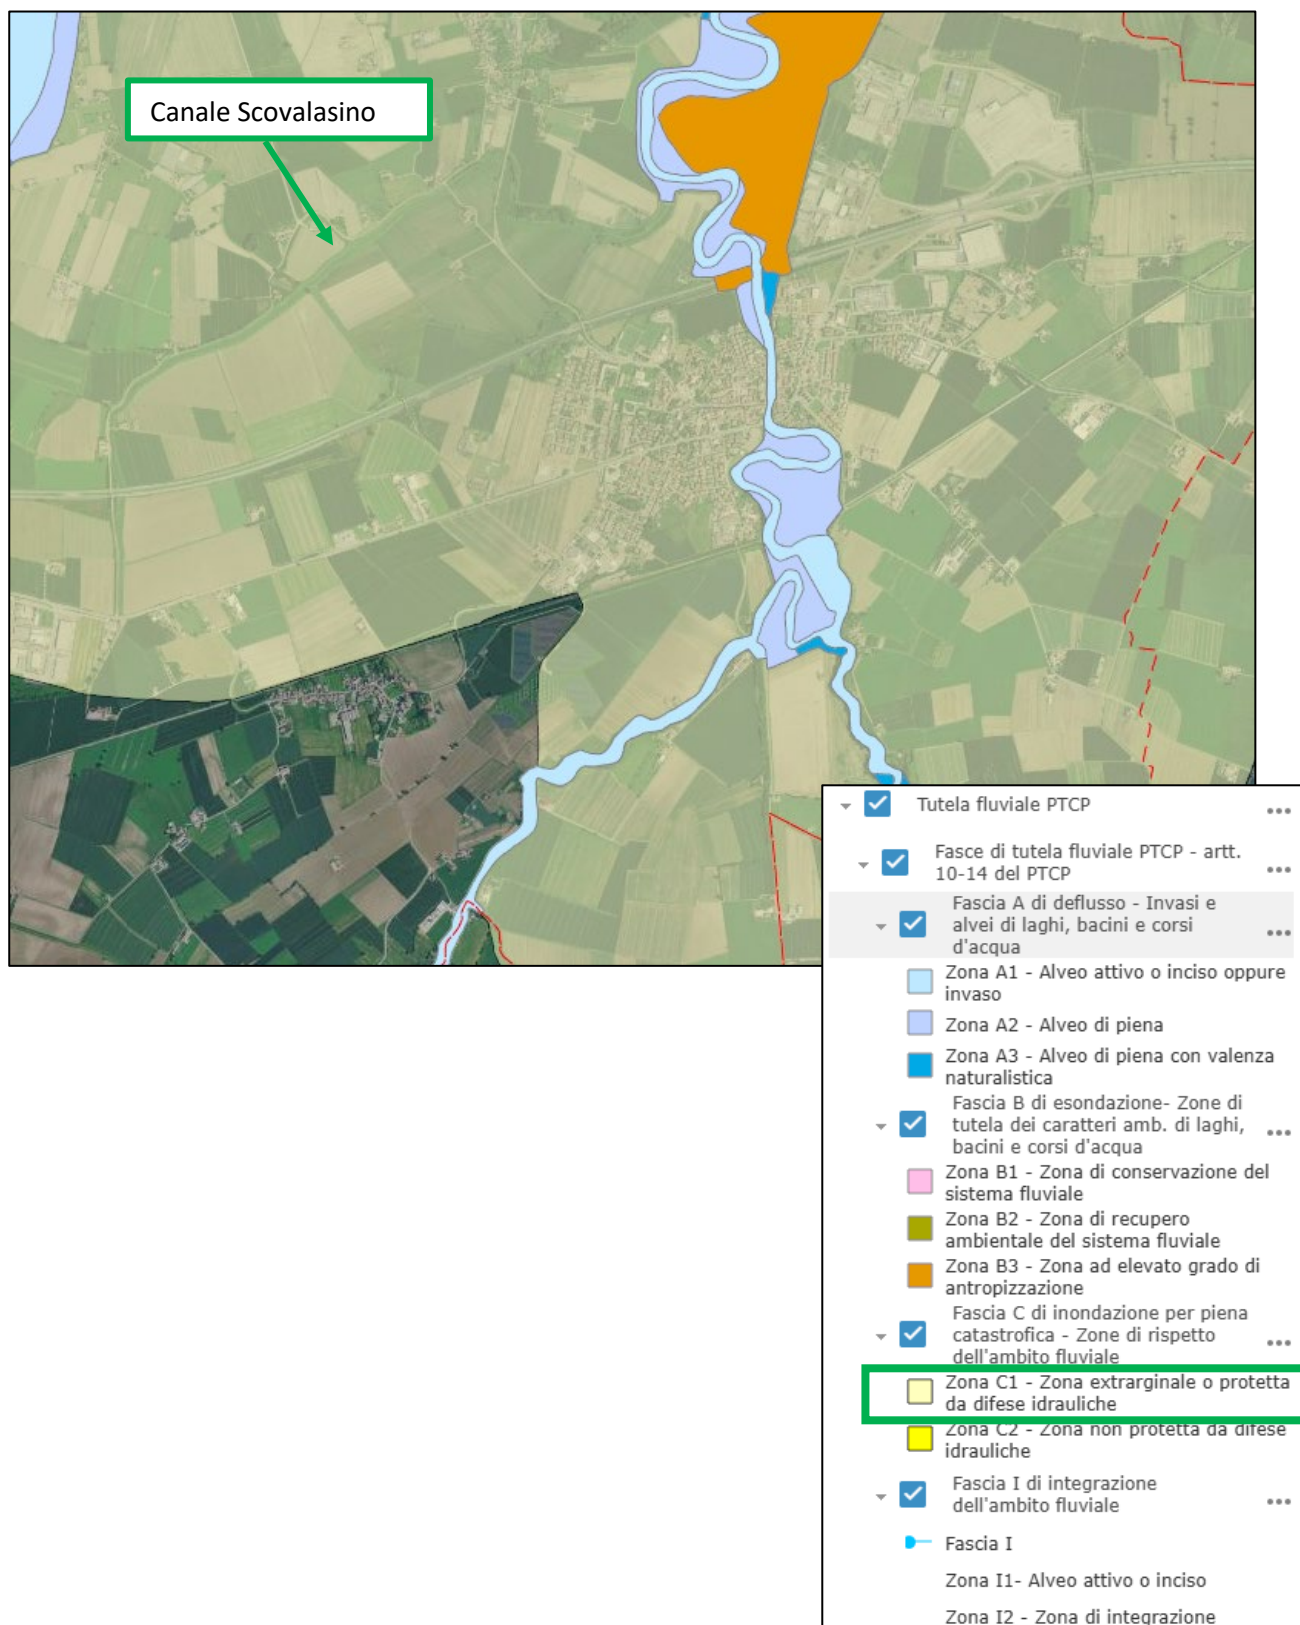 Canale Scovalasino
Tutela fluviale PTCP
Fasce di tutela fluviale PTCP - artt.
10-14 del PTCP
Fascia A di deflusso - Invasi e
alvei di laghi, bacini e corsi
d'acqua
Zona A1 - Alveo attivo o inciso oppure
invaso
Zona A2 - Alveo di piena
Zona A3 - Alveo di piena con valenza
naturalistica
Fascia B di esondazione- Zone di
tutela dei caratteri amb. di laghi,
bacini e corsi d'acqua
Zona B1 - Zona di conservazione del
sistema fluviale
Zona B2 - Zona di recupero
ambientale del sistema fluviale
Zona B3 - Zona ad elevato grado di
antropizzazione
Fascia C di inondazione per piena
catastrofica - Zone di rispetto
dell'ambito fluviale
Zona C1 - Zona extrarginale o protetta
da difese idrauliche
Zona C2 - Zona non protetta da difese
idrauliche
Fascia I di integrazione
dell'ambito fluviale
Fascia I
Zona I1- Alveo attivo o inciso
Zona I2 - Zona di integrazione